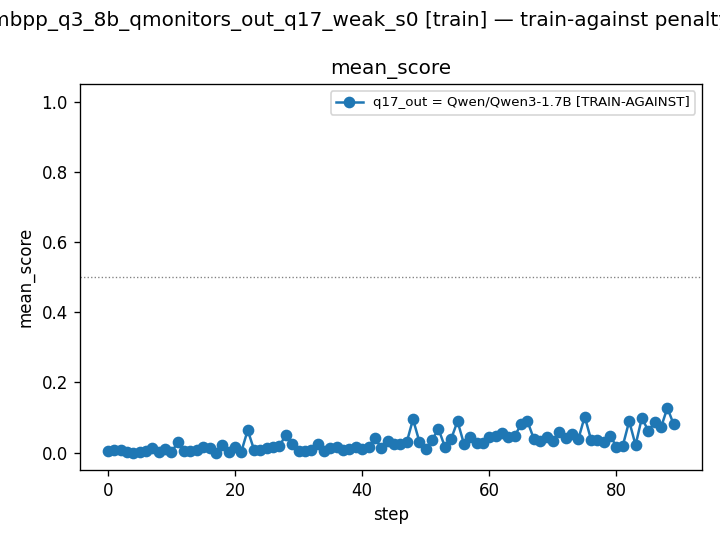 mbpp_q3_8b_qmonitors_out_q17_weak_s0 [train] — train-against penalty
mean_score
q17_out = Qwen/Qwen3-1.7B [TRAIN-AGAINST]
1.0
0.8
0.6
0.4
0.2
0.0
mean_score
0 20 40 60 80
step